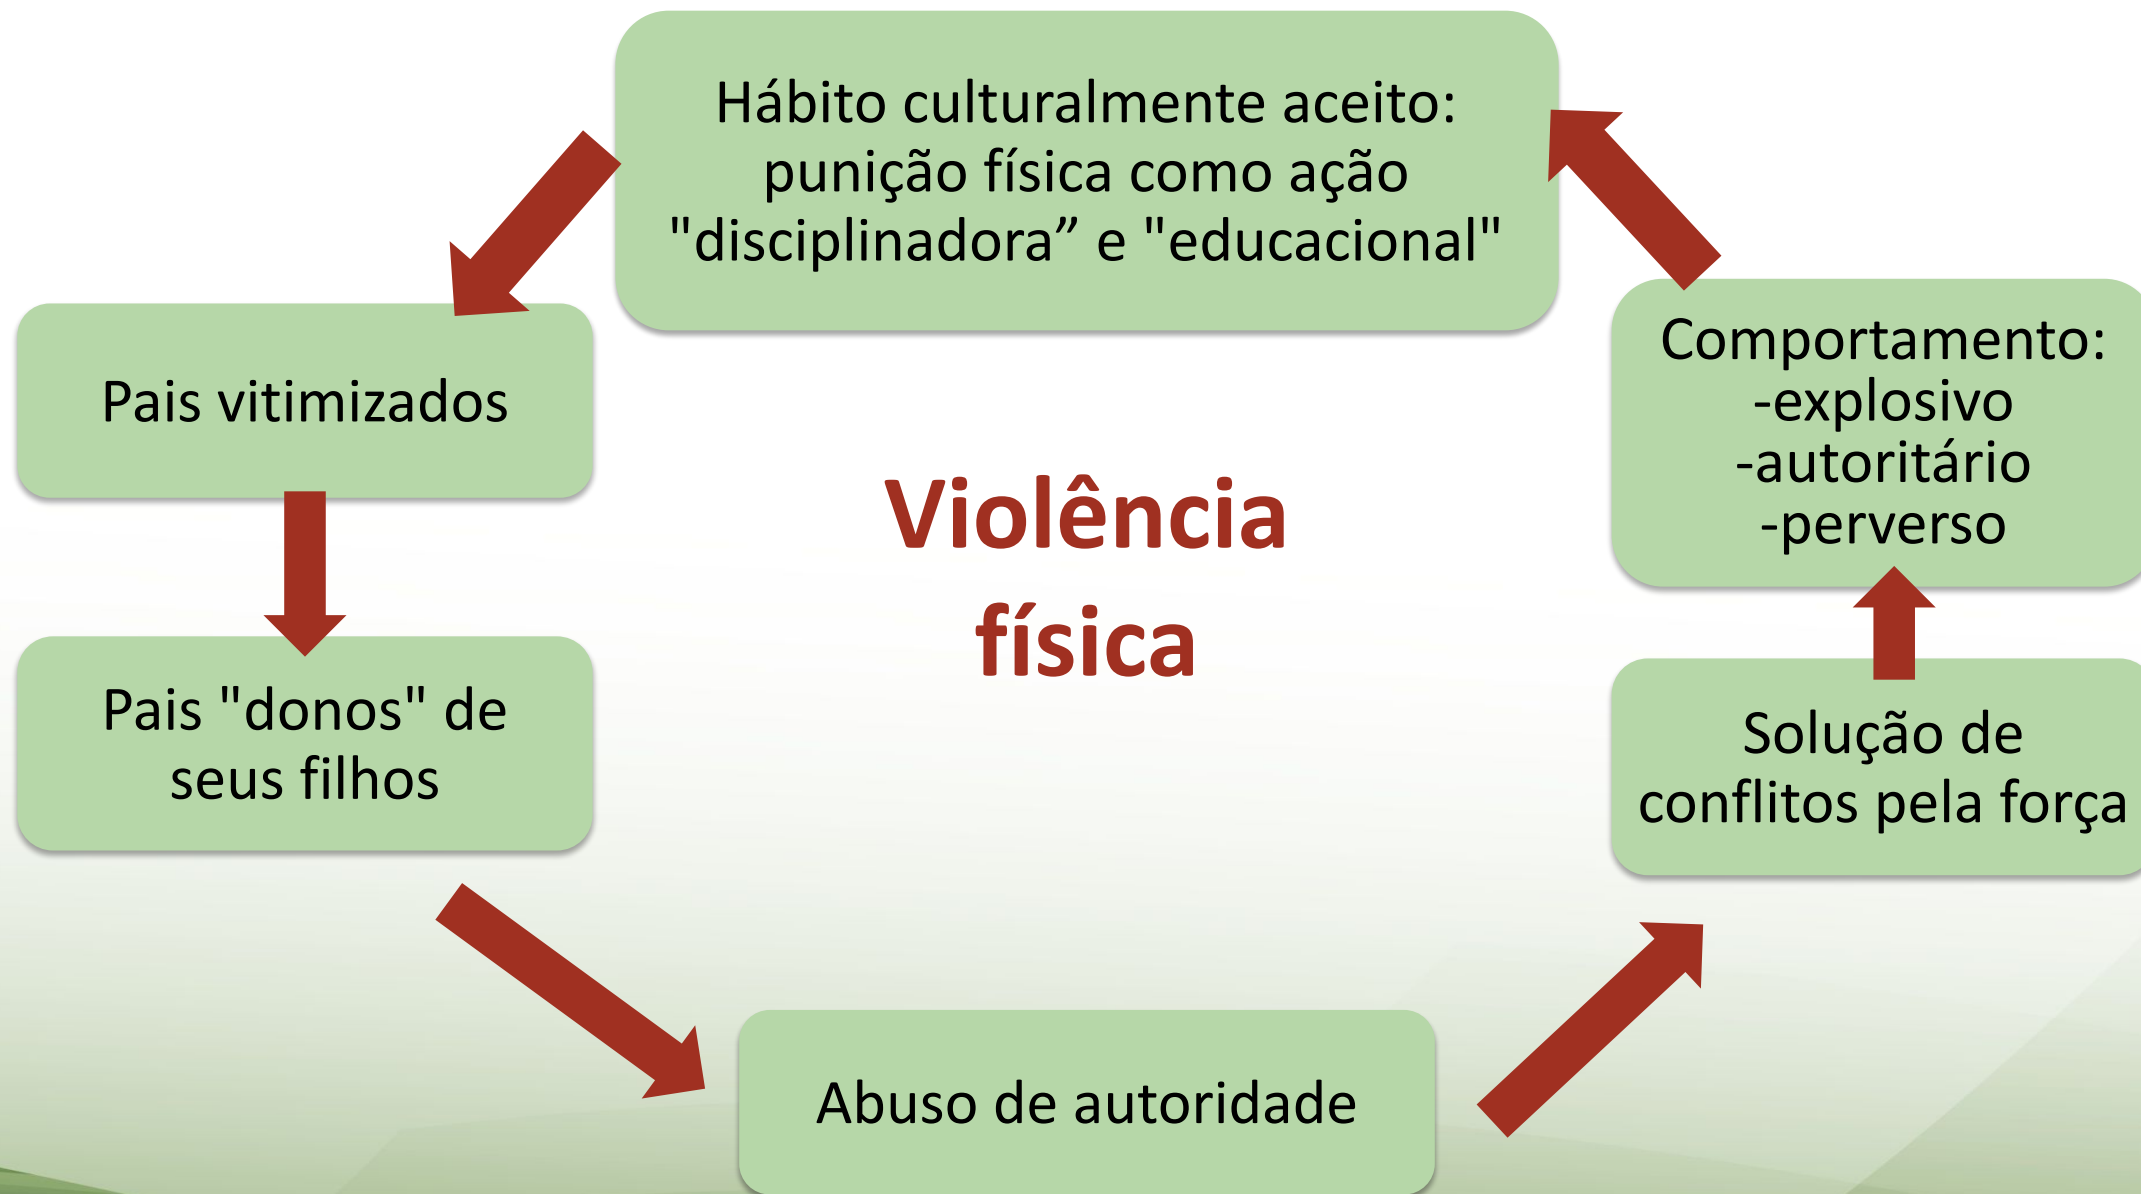 Hábito culturalmente aceito:
punição física como ação
"disciplinadora” e "educacional"
Pais vitimizados
Pais "donos" de
seus filhos
Abuso de autoridade
Solução de
conflitos pela força
Comportamento:
-explosivo
-autoritário
-perverso
Violência
física